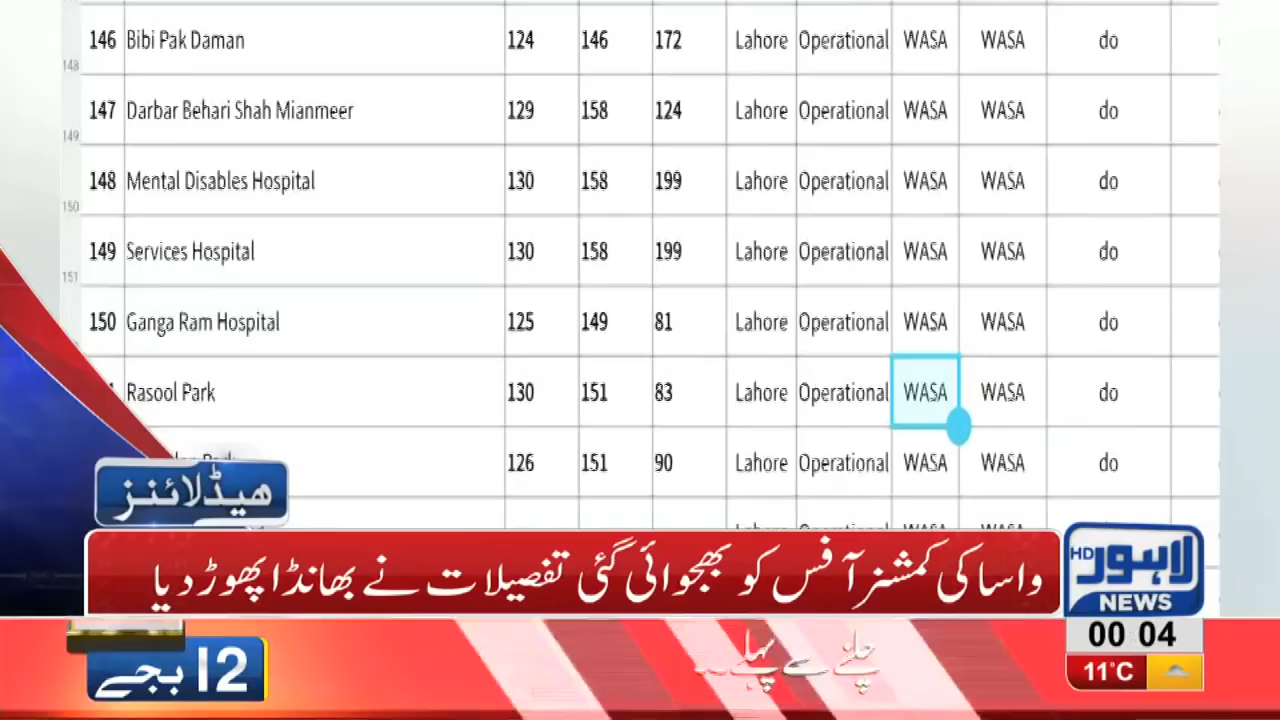 146 Bibi Pak Daman 124 146 172 Lahore Operational WASA WASA do
148
147 Darbar Behari Shah Mianmeer 129 158 124 Lahore Operational WASA WASA do
149
148 Mental Disables Hospital 130 158 199 Lahore Operational WASA WASA do
150
149 Services Hospital 130 158 199 Lahore Operational WASA WASA do
151
150 Ganga Ram Hospital 125 149 81 Lahore Operational WASA WASA do
Rasool Park 130 151 83 Lahore Operational WASA WASA do
126 151 90 Lahore Operational WASA WASA do
ہیڈلائنز
واسا کی کمشنر آفس کو بھجوائی گئی تفصیلات نے بھانڈا پھوڑ دیا
HD لاہور
NEWS
00 04
11°C
12 بجے